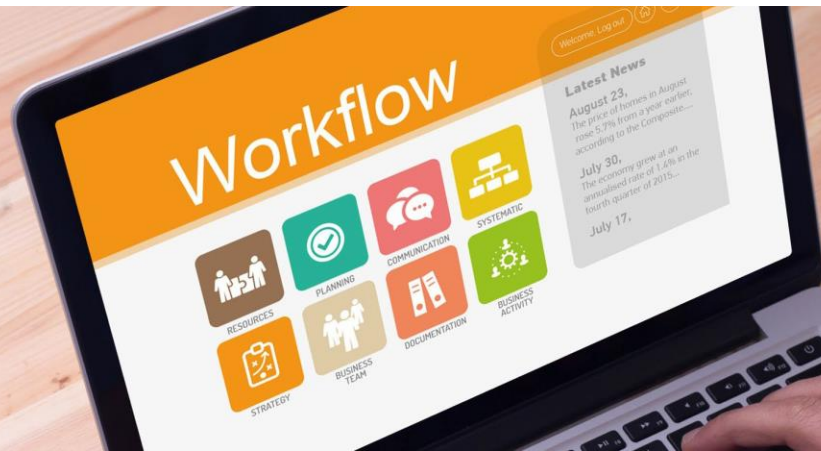 Welcome, Log out
Workflow
Latest News
August 23,
The price of homes in August
rose 5.7% from a year earlier,
according to the Composite....
July 30,
The economy grew at an
annualised rate of 1.4% in the
fourth quarter of 2015...
July 17,
RESOURCES
PLANNING
COMMUNICATION
SYSTEMATIC
STRATEGY
BUSINESS
TEAM
DOCUMENTATION
BUSINESS
ACTIVITY